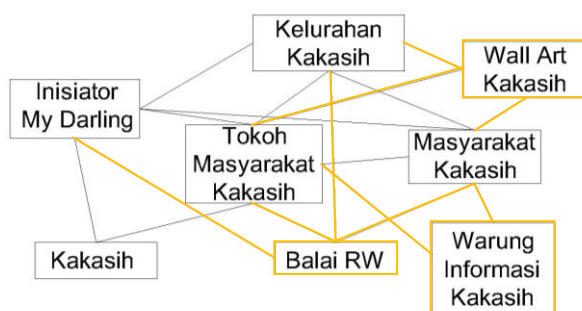 Kelurahan
Kakasih
Wall Art
Kakasih
Inisiator
My Darling
Tokoh
Masyarakat
Kakasih
Masyarakat
Kakasih
Kakasih
Balai RW
Warung
Informasi
Kakasih